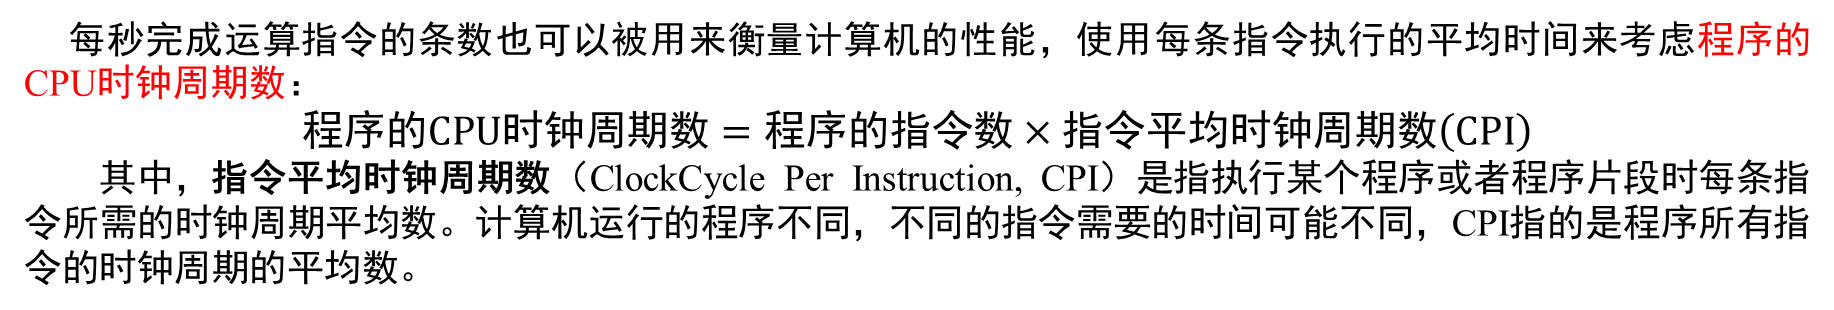 每秒完成运算指令的条数也可以被用来衡量计算机的性能，使用每条指令执行的平均时间来考虑程序的
CPU时钟周期数：
程序的CPU时钟周期数 = 程序的指令数 × 指令平均时钟周期数(CPI)
其中，指令平均时钟周期数（ClockCycle Per Instruction, CPI）是指执行某个程序或者程序片段时每条指
令所需的时钟周期平均数。计算机运行的程序不同，不同的指令需要的时间可能不同，CPI指的是程序所有指
令的时钟周期的平均数。